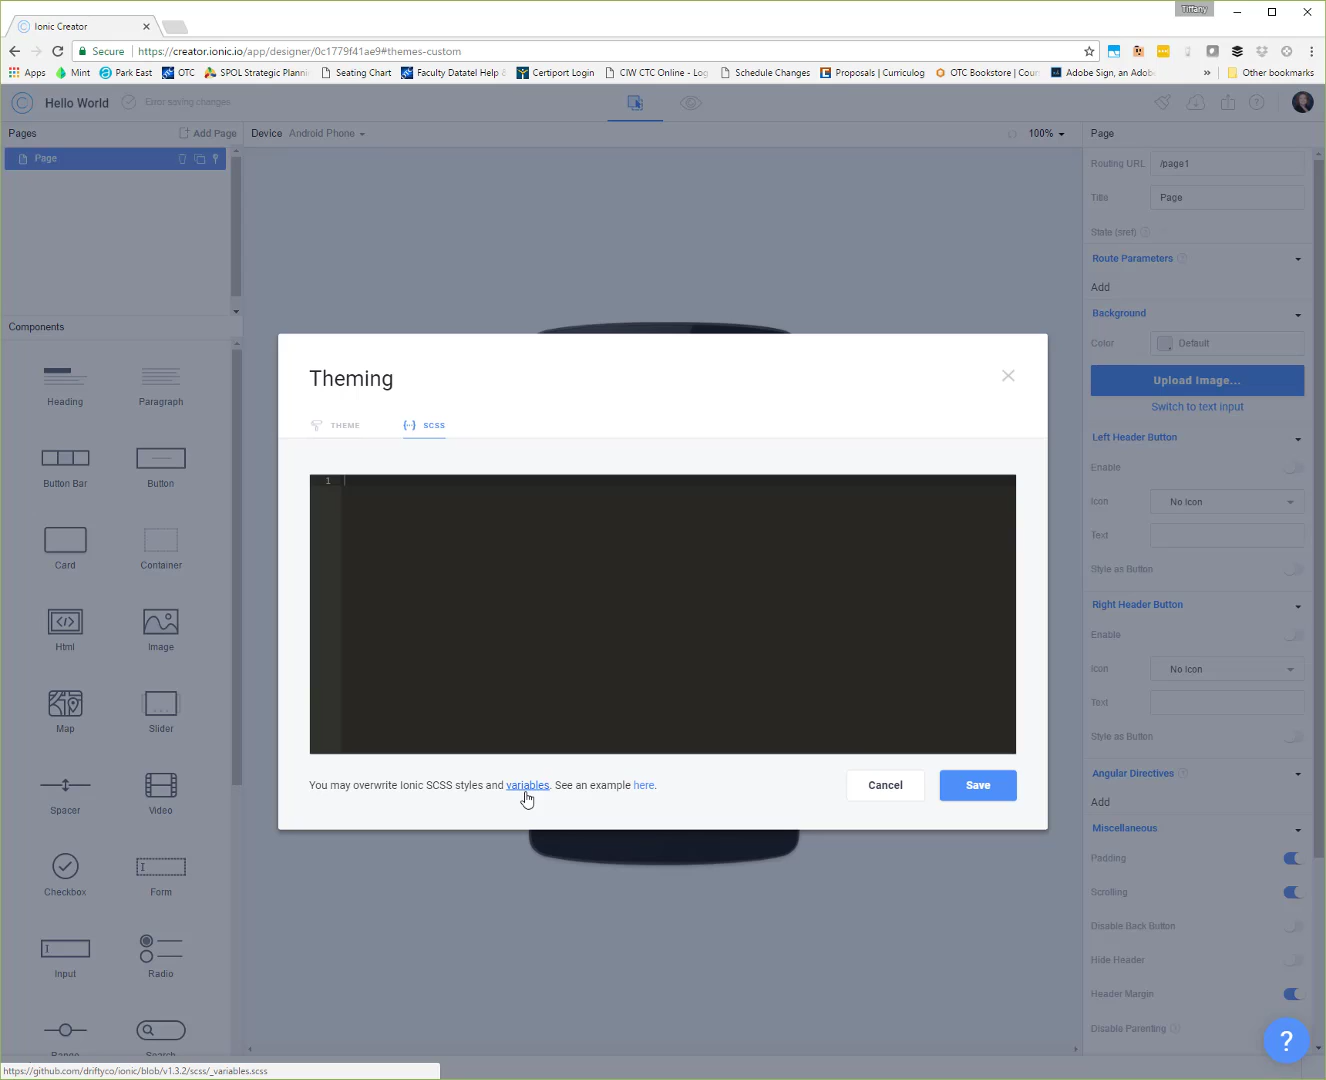 Tiffany
Ionic Creator
Secure
https://creator.ionic.io/app/designer/0c1779f41ae9#themes-custom
Apps
Mint
Park East
OTC
SPOL Strategic Planni
Seating Chart
Faculty Datatel Help &
Certiport Login
CIW CTC Online - Log
Schedule Changes
Proposals | Curriculog
OTC Bookstore | Cour
Adobe Sign, an Adob
»
Other bookmarks
Hello World
Error saving changes
Pages
Add Page
Device
Android Phone
100%
Page
Page
Routing URL
/page1
Title
Page
State (sref)
Route Parameters
Add
Background
Color
Default
Upload Image...
Switch to text input
Left Header Button
Enable
Icon
No Icon
Text
Style as Button
Right Header Button
Enable
Icon
No Icon
Text
Style as Button
Angular Directives
Add
Miscellaneous
Padding
Scrolling
Disable Back Button
Hide Header
Header Margin
Disable Parenting
Components
Heading
Paragraph
Button Bar
Button
Card
Container
Html
Image
Map
Slider
Spacer
Video
Checkbox
Form
Input
Radio
Range
Search
Theming
THEME
{··} SCSS
1
You may overwrite Ionic SCSS styles and variables. See an example here.
Cancel
Save
?
https://github.com/driftyco/ionic/blob/v1.3.2/scss/_variables.scss